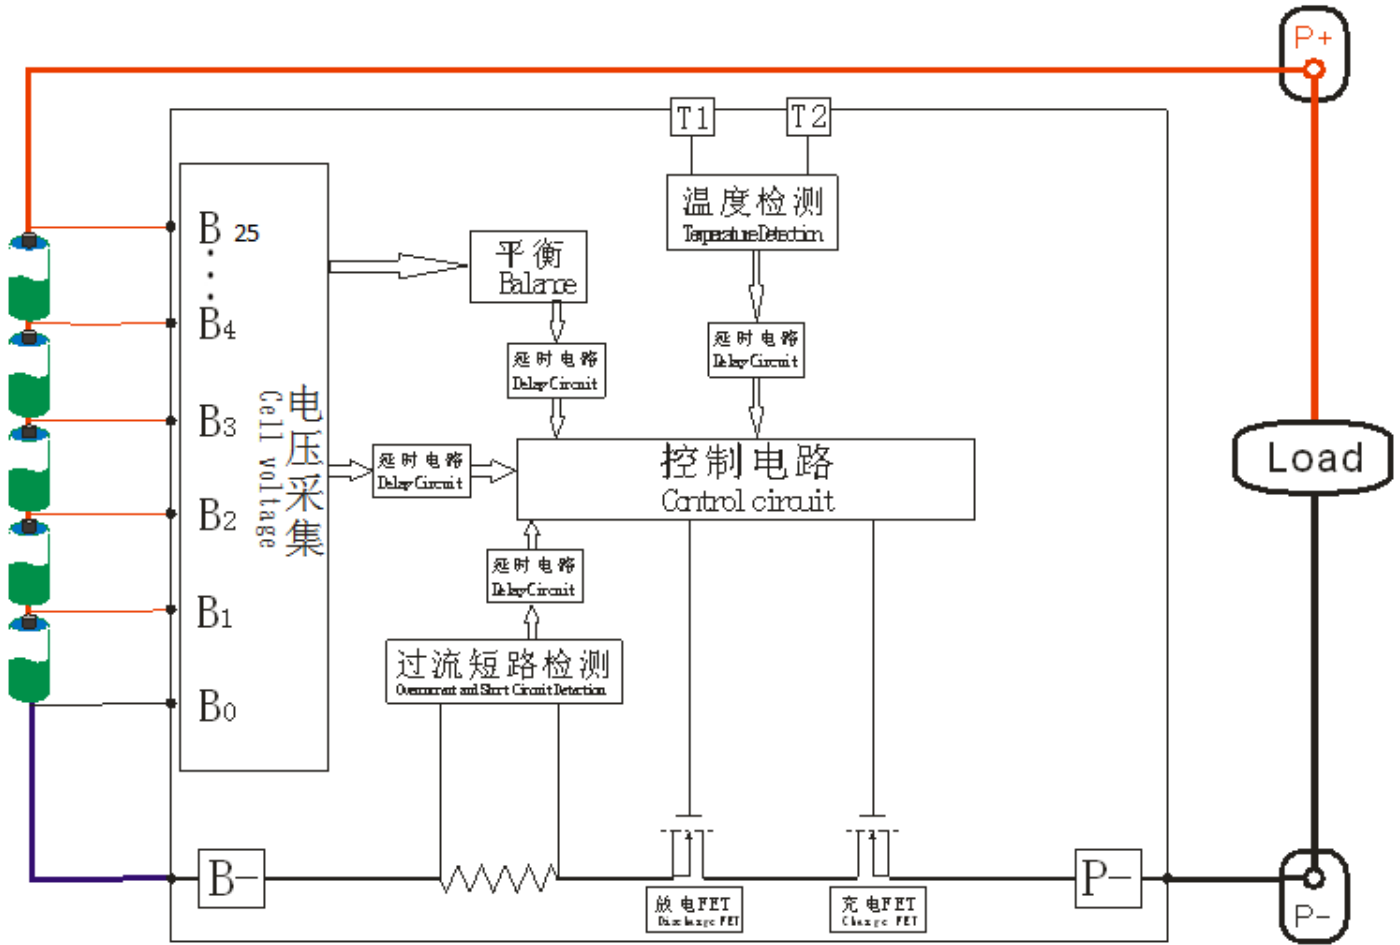 P+
T1
T2
温度检测
Temperature Detection
B 25
平衡
Balance
B4
延时电路
Delay Circuit
延时电路
Delay Circuit
B3
电压采集
Cell voltage
延时电路
Delay Circuit
控制电路
Control circuit
Load
B2
延时电路
Delay Circuit
B1
过流短路检测
Overcurrent and Short Circuit Detection
B0
B-
P-
放电FET
Discharge FET
充电FET
Charge FET
P-